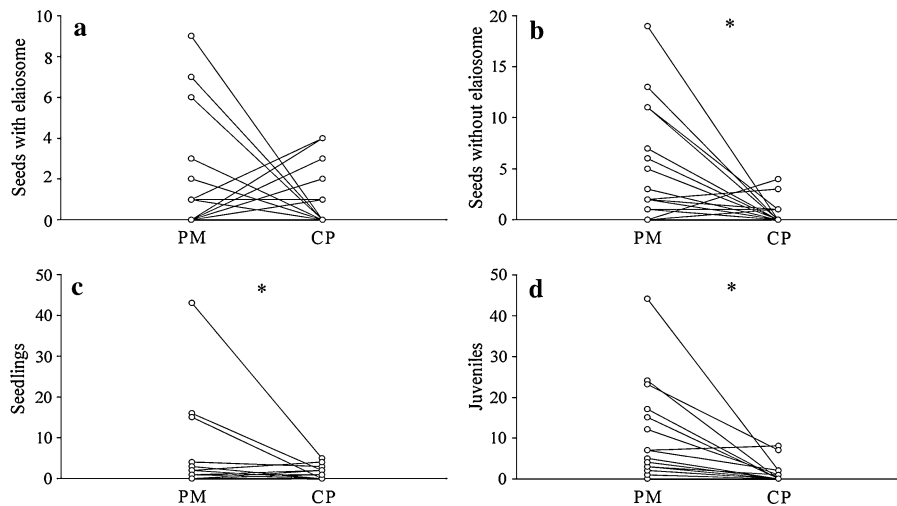 a
Seeds with elaiosome
10
8
6
4
2
0
PM CP
b *
Seeds without elaiosome
20
15
10
5
0
PM CP
c *
Seedlings
50
40
30
20
10
0
PM CP
d *
Juveniles
50
40
30
20
10
0
PM CP